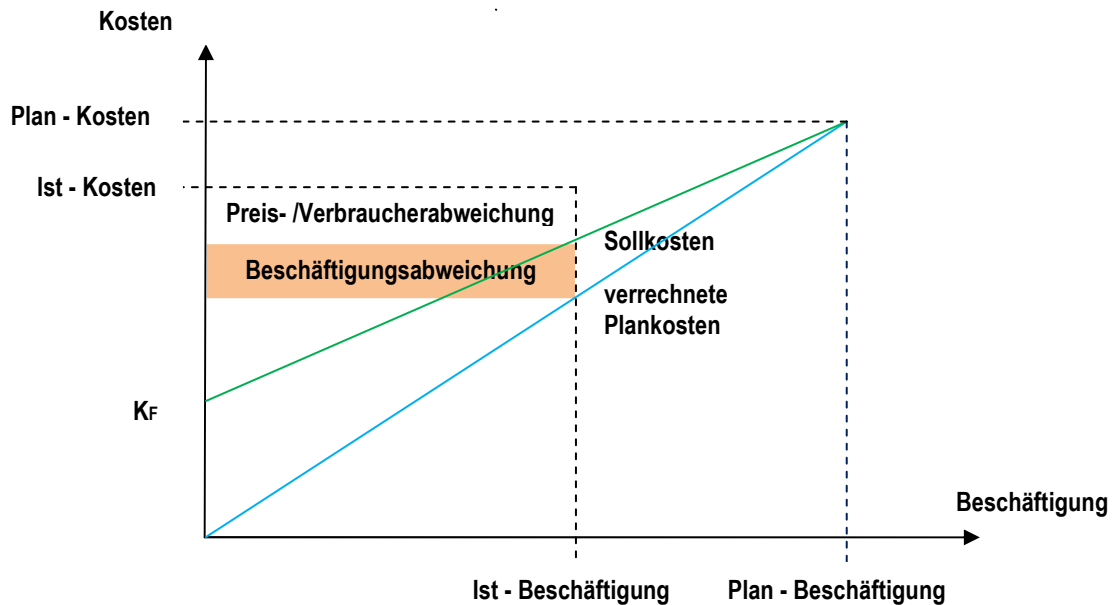 Kosten
Plan - Kosten
Ist - Kosten
Preis- /Verbraucherabweichung
Sollkosten
Beschäftigungsabweichung
verrechnete
Plankosten
KF
Beschäftigung
Ist - Beschäftigung
Plan - Beschäftigung